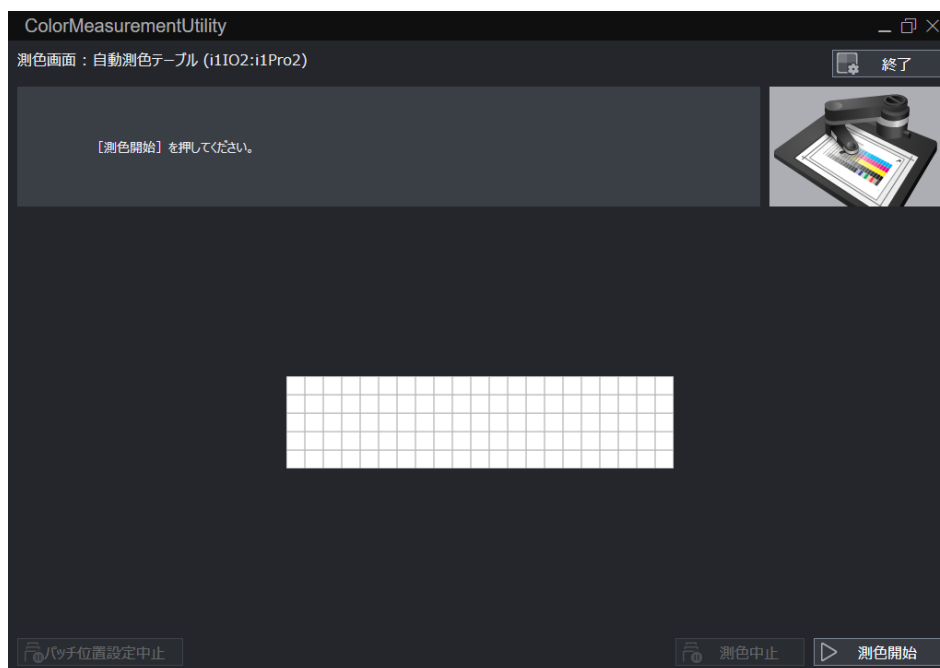 ColorMeasurementUtility
測色画面：自動測色テーブル (i1IO2:i1Pro2)
終了
［測色開始］を押してください。
パッチ位置設定中止
測色中止
測色開始